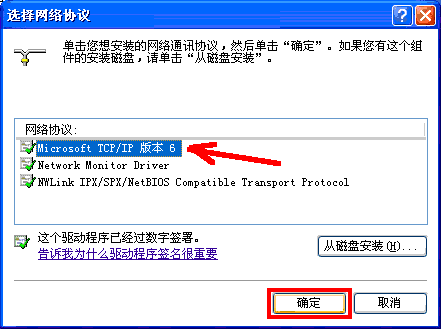 选择网络协议
单击您想安装的网络通讯协议，然后单击“确定”。如果您有这个组
件的安装磁盘，请单击“从磁盘安装”。
网络协议:
Microsoft TCP/IP 版本 6
Network Monitor Driver
NWLink IPX/SPX/NetBIOS Compatible Transport Protocol
这个驱动程序已经过数字签署。
告诉我为什么驱动程序签名很重要
从磁盘安装(H)...
确定
取消